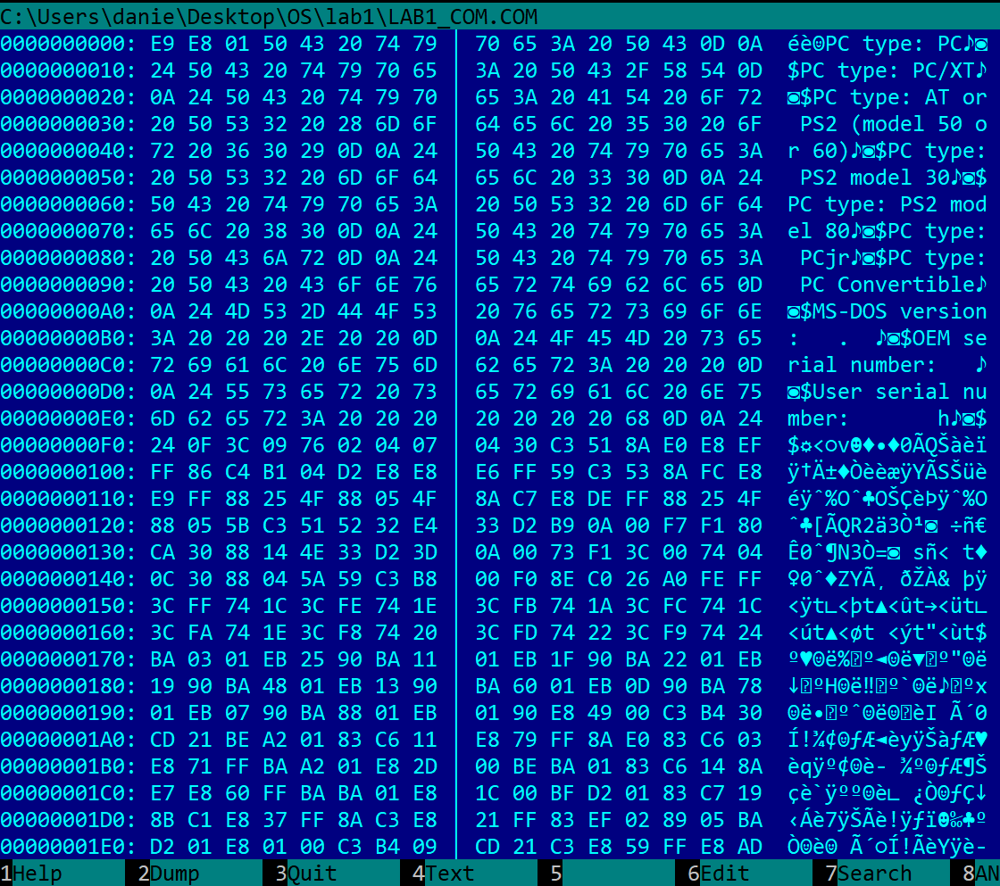 C:\Users\danie\Desktop\OS\lab1\LAB1_COM.COM
0000000000: E9 E8 01 50 43 20 74 79 70 65 3A 20 50 43 0D 0A éè☺PC type: PC♪◙
0000000010: 24 50 43 20 74 79 70 65 3A 20 50 43 2F 58 54 0D $PC type: PC/XT♪
0000000020: 0A 24 50 43 20 74 79 70 65 3A 20 41 54 20 6F 72 ◙$PC type: AT or
0000000030: 20 50 53 32 20 28 6D 6F 64 65 6C 20 35 30 20 6F  PS2 (model 50 o
0000000040: 72 20 36 30 29 0D 0A 24 50 43 20 74 79 70 65 3A r 60)♪◙$PC type:
0000000050: 20 50 53 32 20 6D 6F 64 65 6C 20 33 30 0D 0A 24  PS2 model 30♪◙$
0000000060: 50 43 20 74 79 70 65 3A 20 50 53 32 20 6D 6F 64 PC type: PS2 mod
0000000070: 65 6C 20 38 30 0D 0A 24 50 43 20 74 79 70 65 3A el 80♪◙$PC type:
0000000080: 20 50 43 6A 72 0D 0A 24 50 43 20 74 79 70 65 3A  PCjr♪◙$PC type:
0000000090: 20 50 43 20 43 6F 6E 76 65 72 74 69 62 6C 65 0D  PC Convertible♪
00000000A0: 0A 24 4D 53 2D 44 4F 53 20 76 65 72 73 69 6F 6E ◙$MS-DOS version
00000000B0: 3A 20 20 20 2E 20 20 0D 0A 24 4F 45 4D 20 73 65 :   .  ♪◙$OEM se
00000000C0: 72 69 61 6C 20 6E 75 6D 62 65 72 3A 20 20 20 0D rial number:   ♪
00000000D0: 0A 24 55 73 65 72 20 73 65 72 69 61 6C 20 6E 75 ◙$User serial nu
00000000E0: 6D 62 65 72 3A 20 20 20 20 20 20 20 68 0D 0A 24 mber:       h♪◙$
00000000F0: 24 0F 3C 09 76 02 04 07 04 30 C3 51 8A E0 E8 EF $☼<○v☻♦•♦0ÃQŠàèï
0000000100: FF 86 C4 B1 04 D2 E8 E8 E6 FF 59 C3 53 8A FC E8 ÿ†Ä±♦ÒèèæÿYÃSŠüè
0000000110: E9 FF 88 25 4F 88 05 4F 8A C7 E8 DE FF 88 25 4F éÿˆ%Oˆ♣OŠÇèÞÿˆ%O
0000000120: 88 05 5B C3 51 52 32 E4 33 D2 B9 0A 00 F7 F1 80 ˆ♣[ÃQR2ä3Ò¹◙ ÷ñ€
0000000130: CA 30 88 14 4E 33 D2 3D 0A 00 73 F1 3C 00 74 04 Ê0ˆ¶N3Ò=◙ sñ< t♦
0000000140: 0C 30 88 04 5A 59 C3 B8 00 F0 8E C0 26 A0 FE FF ♀0ˆ♦ZYÃ¸ ðŽÀ& þÿ
0000000150: 3C FF 74 1C 3C FE 74 1E 3C FB 74 1A 3C FC 74 1C <ÿt∟<þt▲<ût→<üt∟
0000000160: 3C FA 74 1E 3C F8 74 20 3C FD 74 22 3C F9 74 24 <út▲<øt <ýt"<ùt$
0000000170: BA 03 01 EB 25 90 BA 11 01 EB 1F 90 BA 22 01 EB º♥☺ë%⍰º◄☺ë▼⍰º"☺ë
0000000180: 19 90 BA 48 01 EB 13 90 BA 60 01 EB 0D 90 BA 78 ↓⍰ºH☺ë‼⍰º`☺ë♪⍰ºx
0000000190: 01 EB 07 90 BA 88 01 EB 01 90 E8 49 00 C3 B4 30 ☺ë•⍰ºˆ☺ë☺⍰èI Ã´0
00000001A0: CD 21 BE A2 01 83 C6 11 E8 79 FF 8A E0 83 C6 03 Í!¾¢☺ƒÆ◄èyÿŠàƒÆ♥
00000001B0: E8 71 FF BA A2 01 E8 2D 00 BE BA 01 83 C6 14 8A èqÿº¢☺è- ¾º☺ƒÆ¶Š
00000001C0: E7 E8 60 FF BA BA 01 E8 1C 00 BF D2 01 83 C7 19 çè`ÿºº☺è∟ ¿Ò☺ƒÇ↓
00000001D0: 8B C1 E8 37 FF 8A C3 E8 21 FF 83 EF 02 89 05 BA ‹Áè7ÿŠÃè!ÿƒï☻‰♣º
00000001E0: D2 01 E8 01 00 C3 B4 09 CD 21 C3 E8 59 FF E8 AD Ò☺è☺ Ã´○Í!ÃèYÿè-
1Help 2Dump 3Quit 4Text 5 6Edit 7Search 8AN